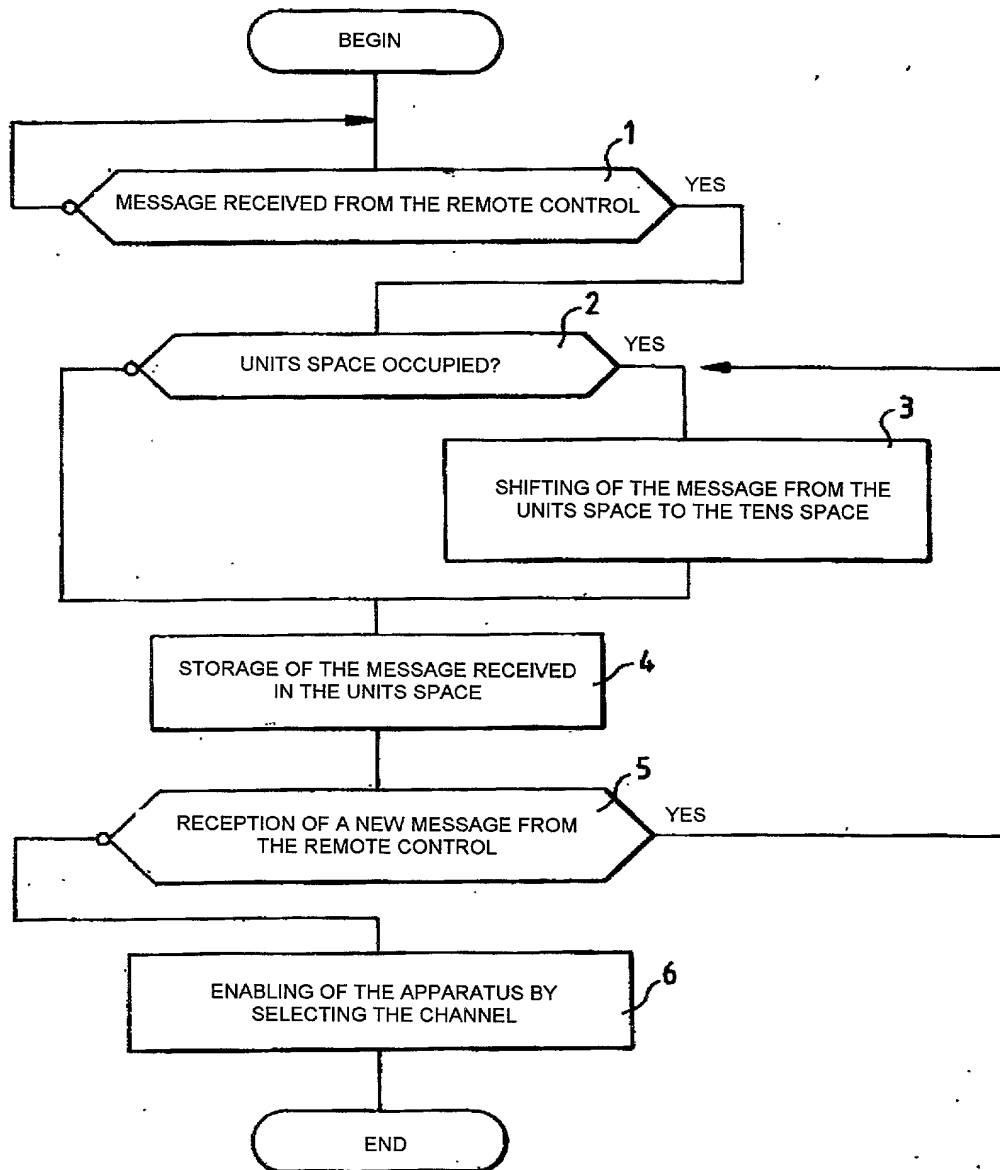 BEGIN
1
MESSAGE RECEIVED FROM THE REMOTE CONTROL
YES
2
UNITS SPACE OCCUPIED?
YES
3
SHIFTING OF THE MESSAGE FROM THE
UNITS SPACE TO THE TENS SPACE
STORAGE OF THE MESSAGE RECEIVED
IN THE UNITS SPACE
4
5
RECEPTION OF A NEW MESSAGE FROM
THE REMOTE CONTROL
YES
ENABLING OF THE APPARATUS BY
SELECTING THE CHANNEL
6
END